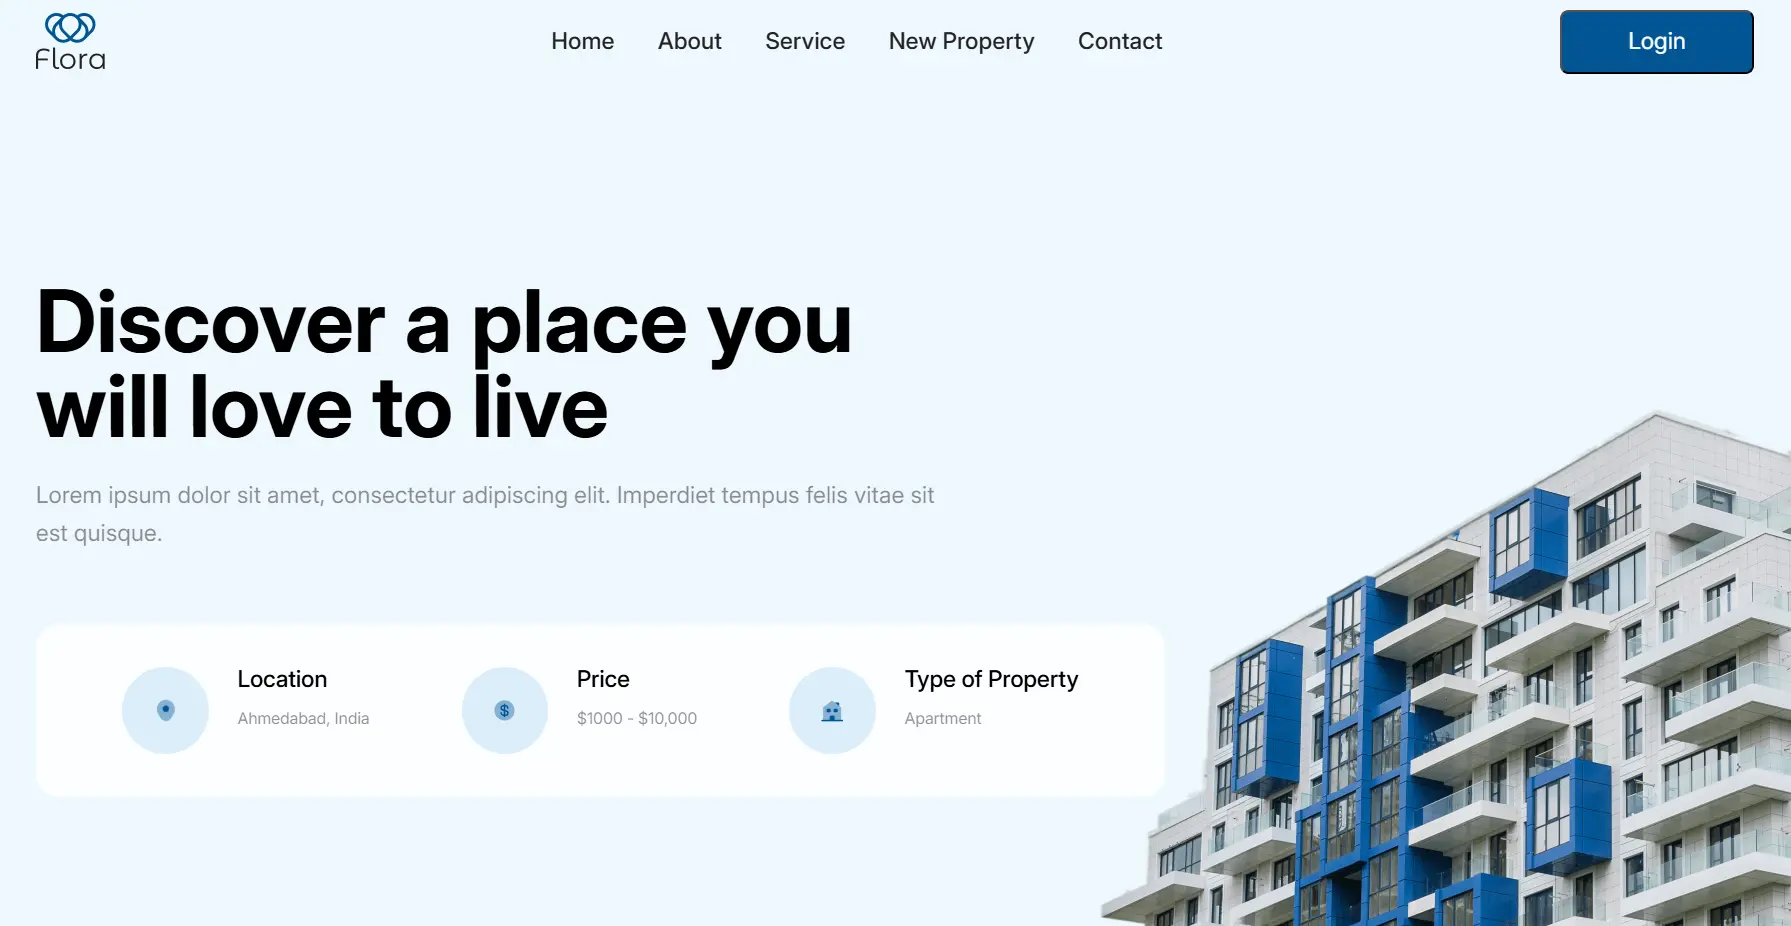 Flora
Home
About
Service
New Property
Contact
Login
Discover a place you
will love to live
Lorem ipsum dolor sit amet, consectetur adipiscing elit. Imperdiet tempus felis vitae sit
est quisque.
Location
Ahmedabad, India
$
Price
$1000 - $10,000
Type of Property
Apartment